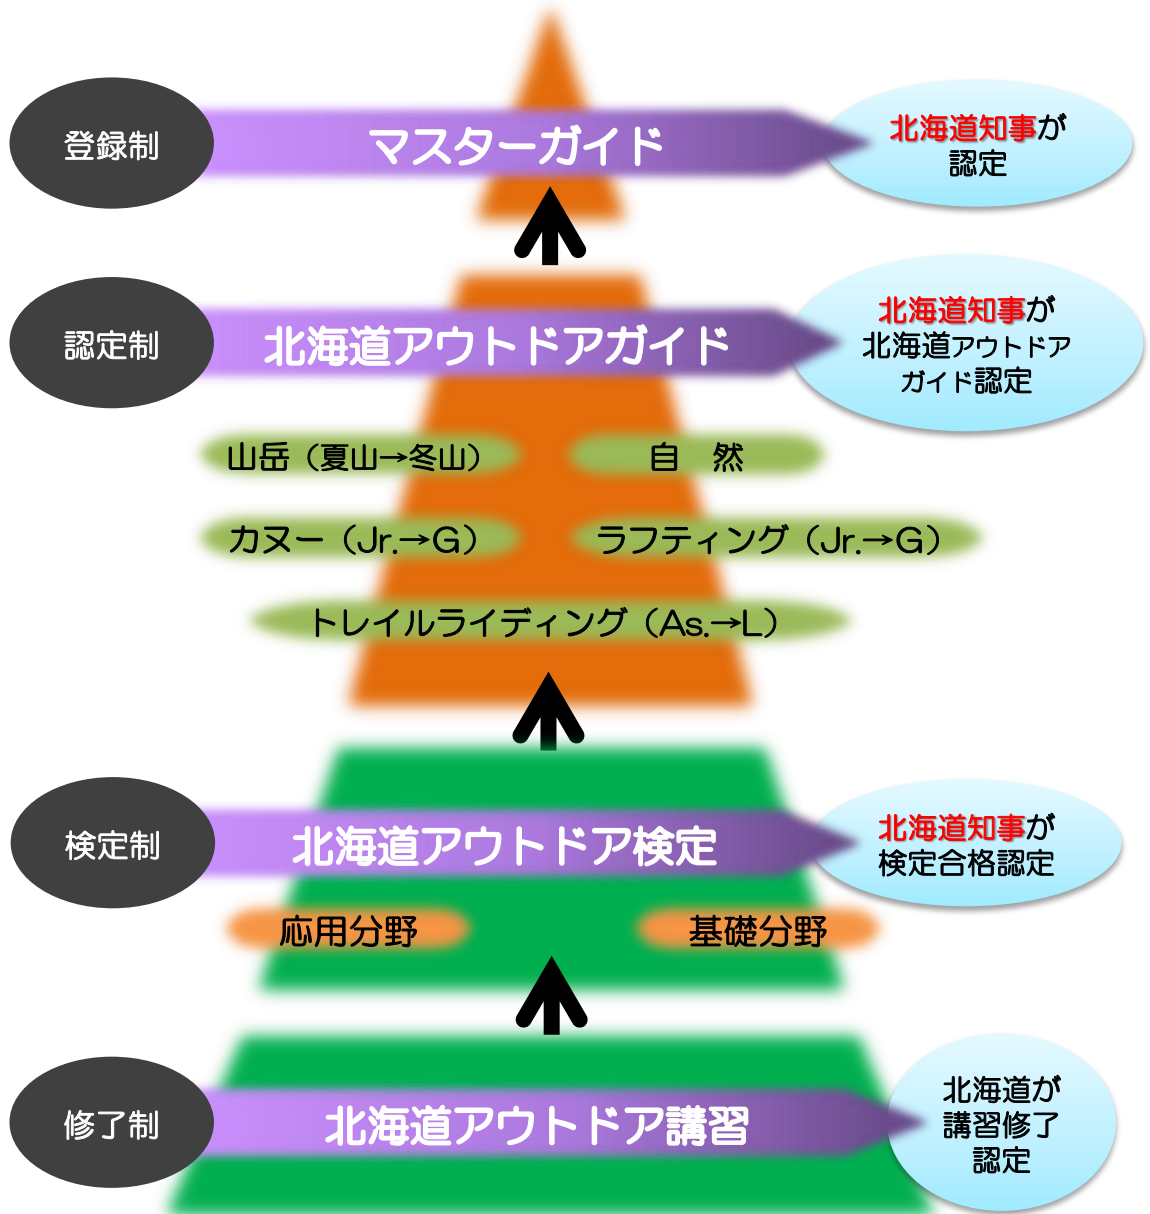 登録制
マスターガイド
北海道知事が
認定
認定制
北海道アウトドアガイド
北海道知事が
北海道アウトドア
ガイド認定
山岳（夏山→冬山）
自　然
カヌー（Jr.→G）
ラフティング（Jr.→G）
トレイルライディング（As.→L）
検定制
北海道アウトドア検定
北海道知事が
検定合格認定
応用分野
基礎分野
修了制
北海道アウトドア講習
北海道が
講習修了
認定